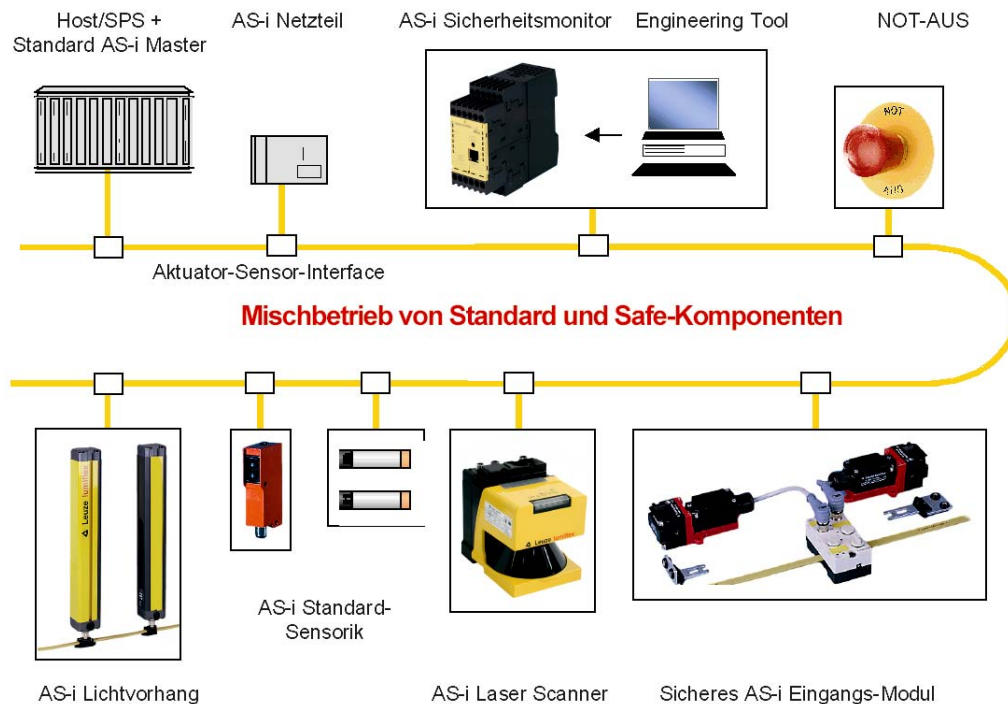 Host/SPS +
Standard AS-i Master
AS-i Netzteil
AS-i Sicherheitsmonitor
Engineering Tool
NOT-AUS
NOT
AUS
Aktuator-Sensor-Interface
Mischbetrieb von Standard und Safe-Komponenten
Leuze lumiflex
Leuze lumiflex
AS-i Standard-
Sensorik
AS-i Lichtvorhang
AS-i Laser Scanner
Sicheres AS-i Eingangs-Modul